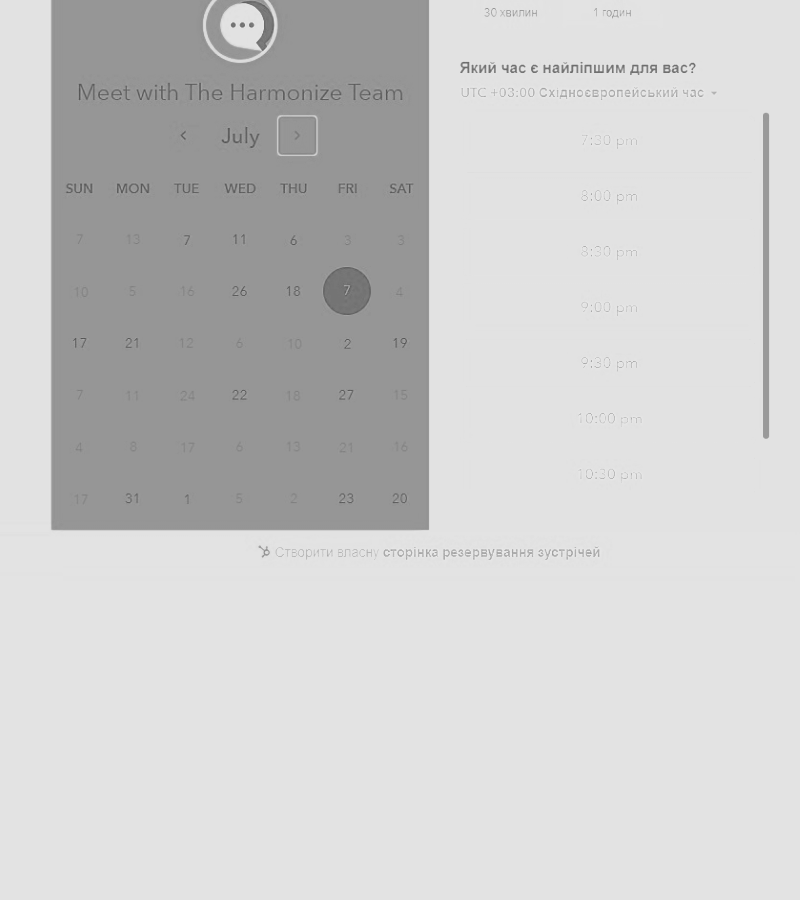 30 хвилин 1 годин
Meet with The Harmonize Team
July
SUN MON TUE WED THU FRI SAT
7 13 7 11 6 3 3
10 5 16 26 18 7 4
17 21 12 6 10 2 19
7 11 24 22 18 27 15
4 8 17 6 13 21 16
17 31 1 5 2 23 20
Який час є найліпшим для вас?
UTC +03:00 Східноєвропейський час
7:30 pm
8:00 pm
8:30 pm
9:00 pm
9:30 pm
10:00 pm
10:30 pm
Створити власну сторінка резервування зустрічей